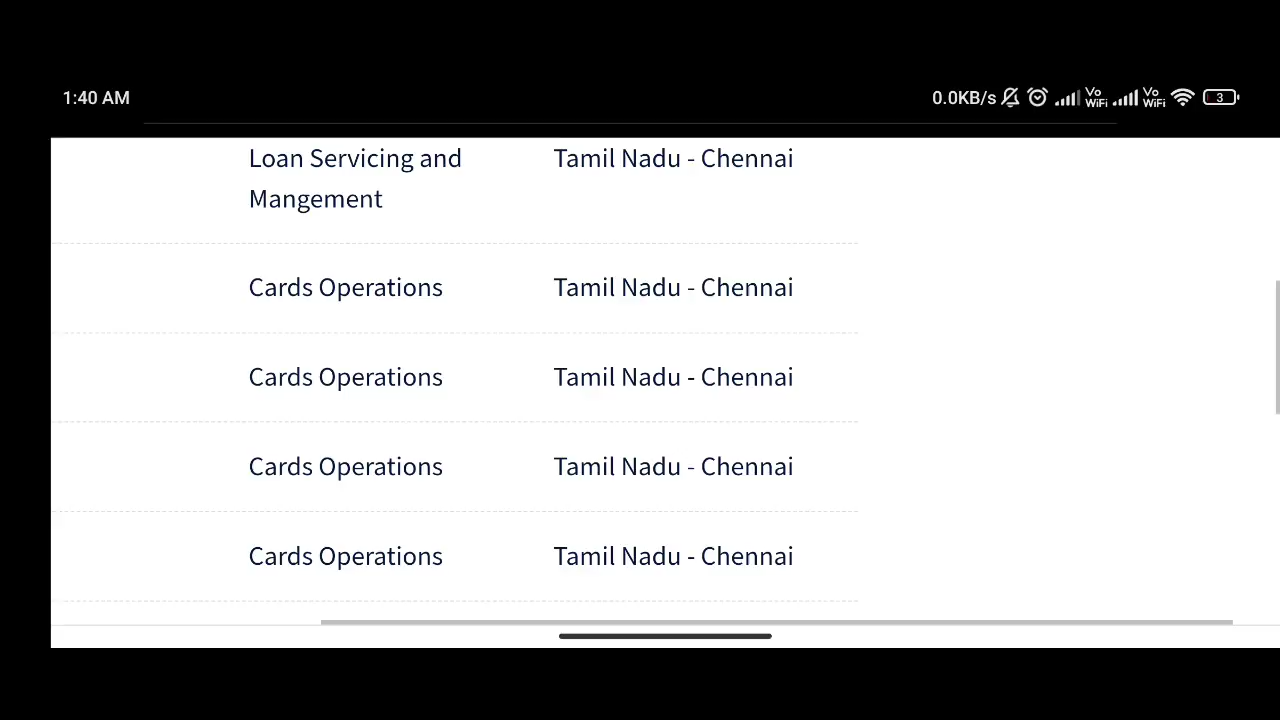 1:40 AM 0.0KB/s Vo WiFi Vo WiFi 3
Loan Servicing and Tamil Nadu - Chennai
Mangement
Cards Operations Tamil Nadu - Chennai
Cards Operations Tamil Nadu - Chennai
Cards Operations Tamil Nadu - Chennai
Cards Operations Tamil Nadu - Chennai